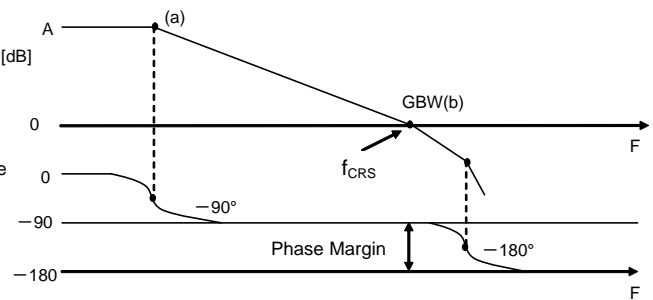 (a)
A
[dB]
GBW(b)
0
F
fCRS
e
0
−90°
−90
Phase Margin
−180°
−180
F